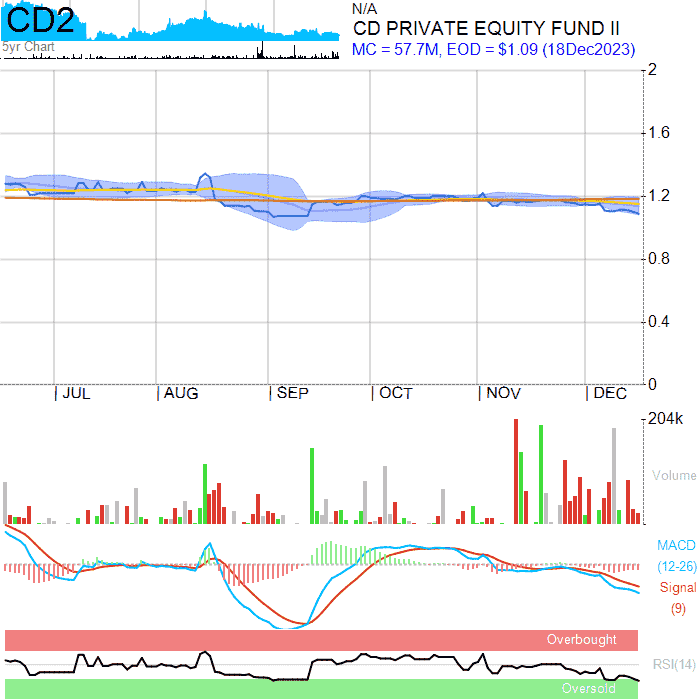 CD2
5yr Chart
N/A
CD PRIVATE EQUITY FUND II
MC = 57.7M, EOD = $1.09 (18Dec2023)
2
1.6
1.2
0.8
0.4
0
JUL
AUG
SEP
OCT
NOV
DEC
204k
Volume
MACD
(12-26)
Signal
(9)
Overbought
RSI(14)
Oversold